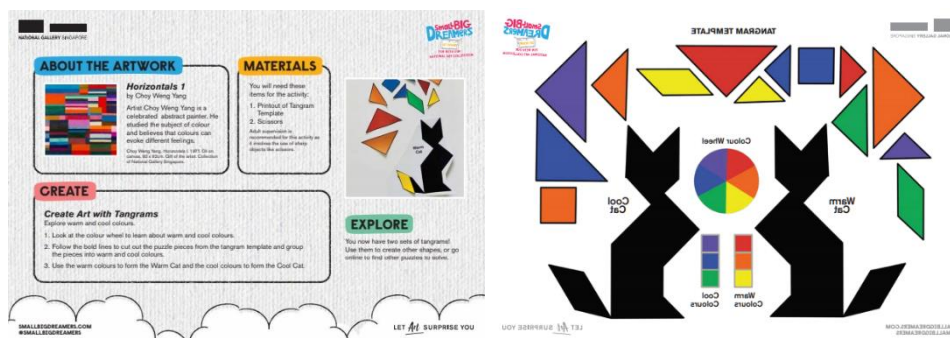 NATIONAL GALLERY SINGAPORE
Small BIG
DREAMERS
ABOUT THE ARTWORK
Horizontals 1
by Choy Weng Yang
Artist Choy Weng Yang is a
celebrated abstract painter. He
studied the subject of colour
and believes that colours can
evoke different feelings.
MATERIALS
You will need these
items for the activity:
1. Printout of Tangram
Template
2. Scissors
Adult supervision is
recommended for this activity as
it involves the use of sharp
objects like scissors
CREATE
Create Art with Tangrams
Explore warm and cool colours.
1. Look at the colour wheel to learn about warm and cool colours.
2. Follow the bold lines to cut out the puzzle pieces from the tangram template and group
the pieces into warm and cool colours.
3. Use the warm colours to form the Warm Cat and the cool colours to form the Cool Cat.
EXPLORE
You now have two sets of tangrams!
Use them to create other shapes, or go
online to find other puzzles to solve.
SMALLBIGDREAMERS.COM
@SMALLBIGDREAMERS
LET Art SURPRISE YOU
Small BIG
DREAMERS
TANGRAM TEMPLATE
Colour Wheel
Cool
Cat
Warm
Cat
Cool
Colours
Warm
Colours
LET Art SURPRISE YOU